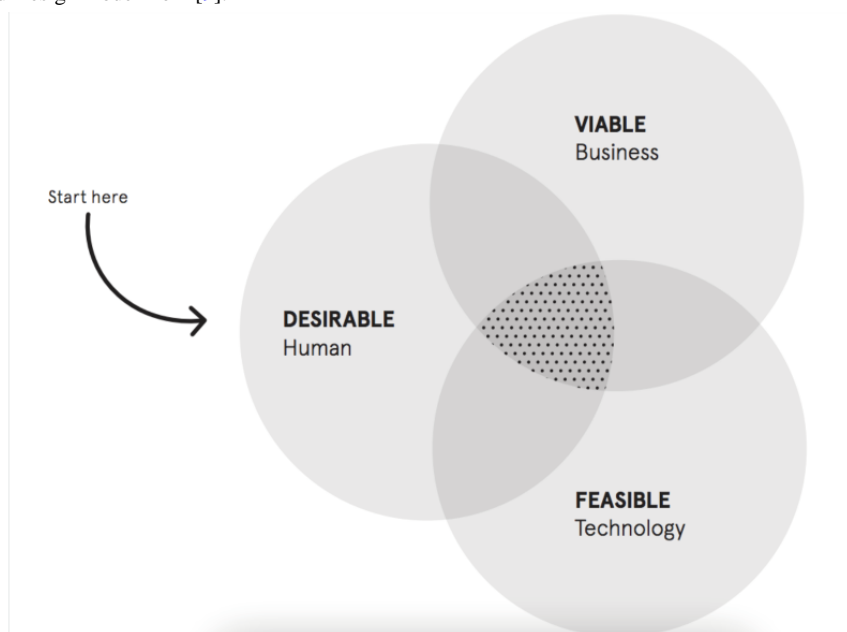 Start here
VIABLE
Business
DESIRABLE
Human
FEASIBLE
Technology